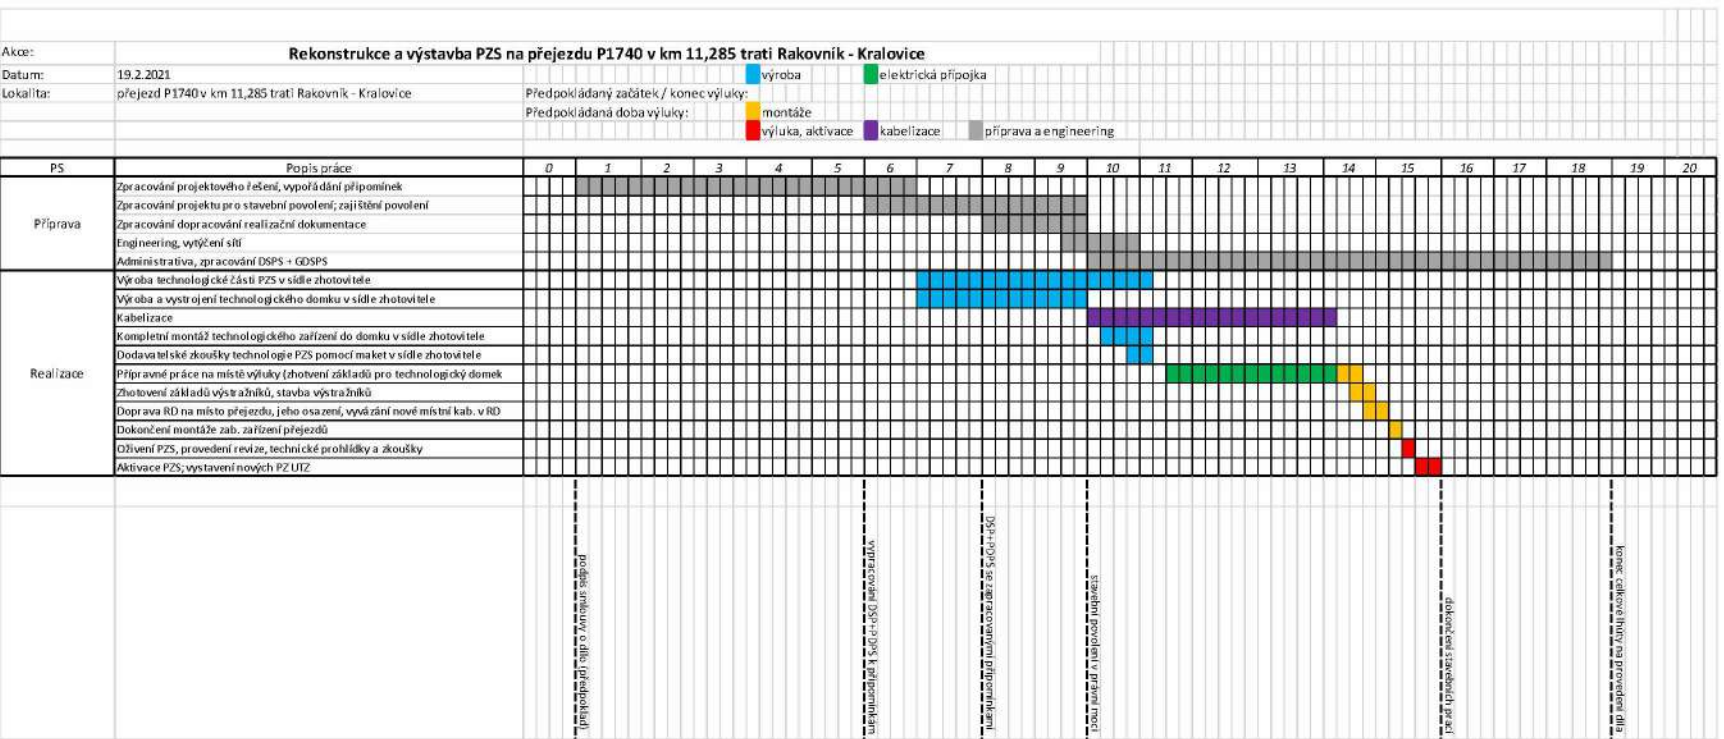 Akce: Rekonstrukce a výstavba PZS na přejezdu P1740 v km 11,285 trati Rakovník - Kralovice
Datum: 19.2.2021 výroba elektrická přípojka
Lokalita: přejezd P1740 v km 11,285 trati Rakovník - Kralovice Předpokládaný začátek / konec výluky:
Předpokládaná doba výluky: montáže
výluka, aktivace kabelizace příprava a engineering
PS Popis práce 0 1 2 3 4 5 6 7 8 9 10 11 12 13 14 15 16 17 18 19 20
Příprava
Zpracování projektového řešení, vypořádání připomínek
Zpracování projektu pro stavební povolení; zajištění povolení
Zpracování dopracování realizační dokumentace
Engineering, vytýčení sítí
Administrativa, zpracování DSPS + GDSPS
Realizace
Výroba technologické části PZS v sídle zhotovitele
Výroba a vystrojení technologického domku v sídle zhotovitele
Kabelizace
Kompletní montáž technologického zařízení do domku v sídle zhotovitele
Dodavatelské zkoušky technologie PZS pomocí maket v sídle zhotovitele
Přípravné práce na místě výluky (zhotvení základů pro technologický domek
Zhotovení základů výstražníků, stavba výstražníků
Doprava RD na místo přejezdu, jeho osazení, vyvázání nové místní kab. v RD
Dokončení montáže zab. zařízení přejezdů
Oživení PZS, provedení revize, technické prohlídky a zkoušky
Aktivace PZS; vystavení nových PZ UTZ
podpis smlouvy o dílo (předpoklad)
vypracování DSP+PDPS k připomínkám
DSP+PDPS se zapracovanými připomínkami
stavební povolení v právní moci
dokončení stavebních prací
konec celkové lhůty na provedení díla